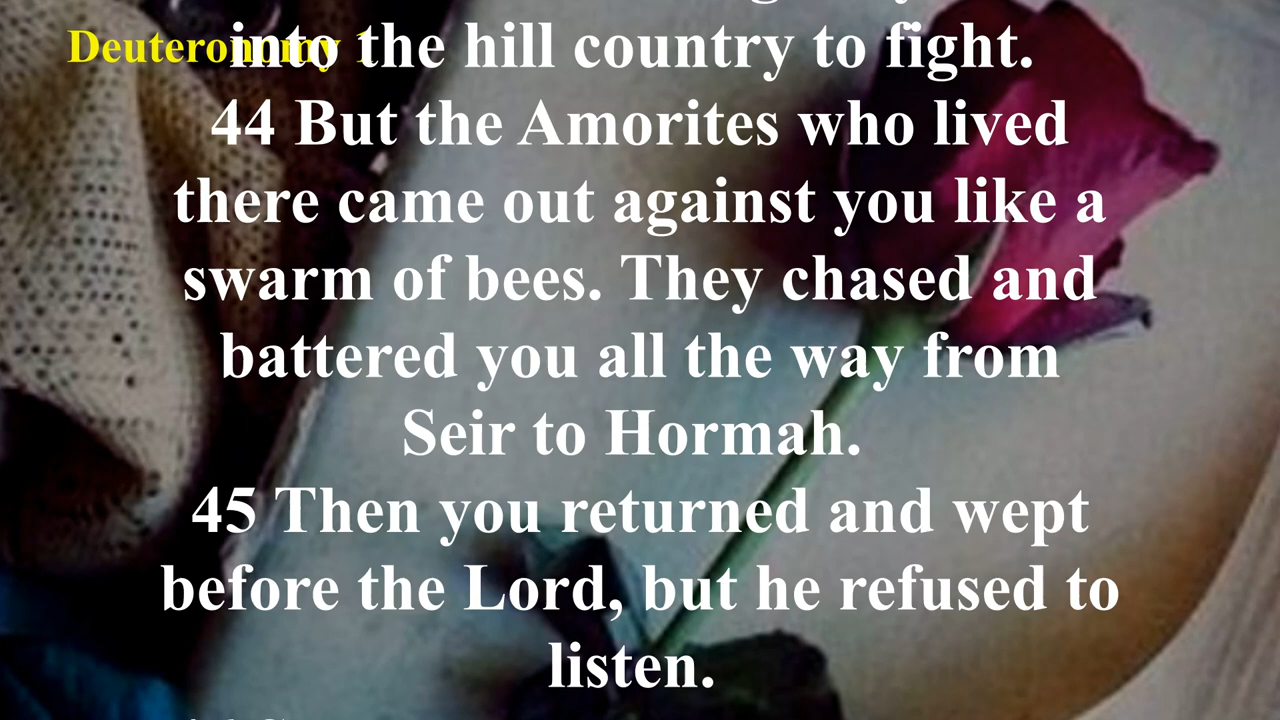 Deuteronomy 1
into the hill country to fight.
44 But the Amorites who lived
there came out against you like a
swarm of bees. They chased and
battered you all the way from
Seir to Hormah.
45 Then you returned and wept
before the Lord, but he refused to
listen.